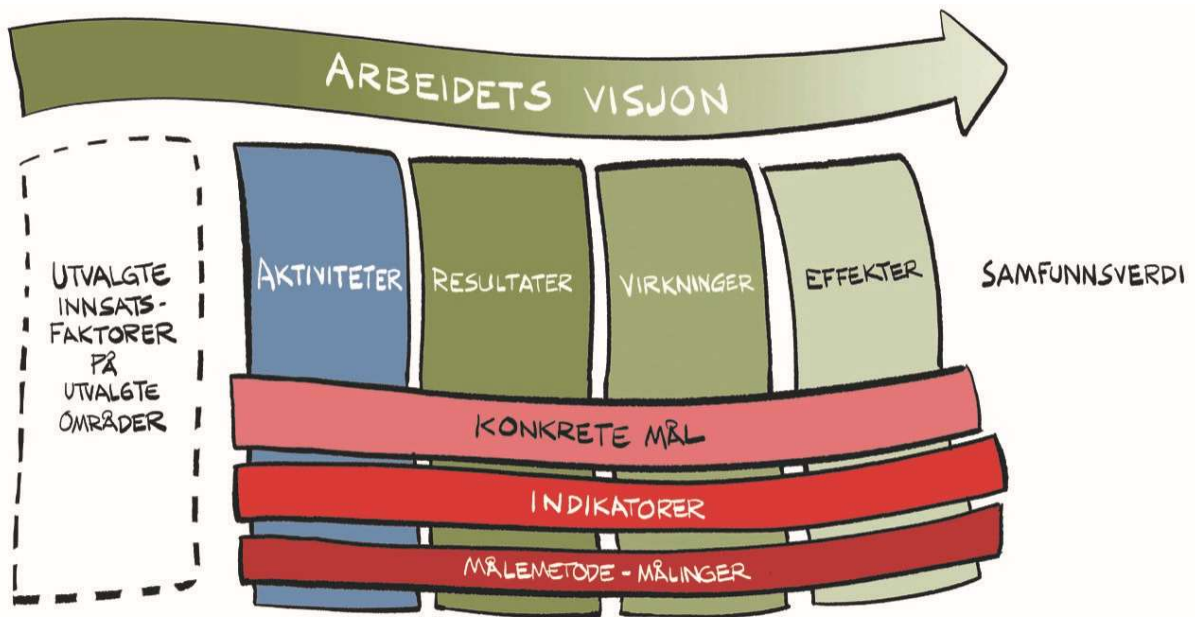 ARBEIDETS VISJON
UTVALGTE
INNSATS-
FAKTORER
PÅ
UTVALGTE
OMRÅDER
AKTIVITETER
RESULTATER
VIRKNINGER
EFFEKTER
SAMFUNNSVERDI
KONKRETE MÅL
INDIKATORER
MÅLEMETODE - MÅLINGER